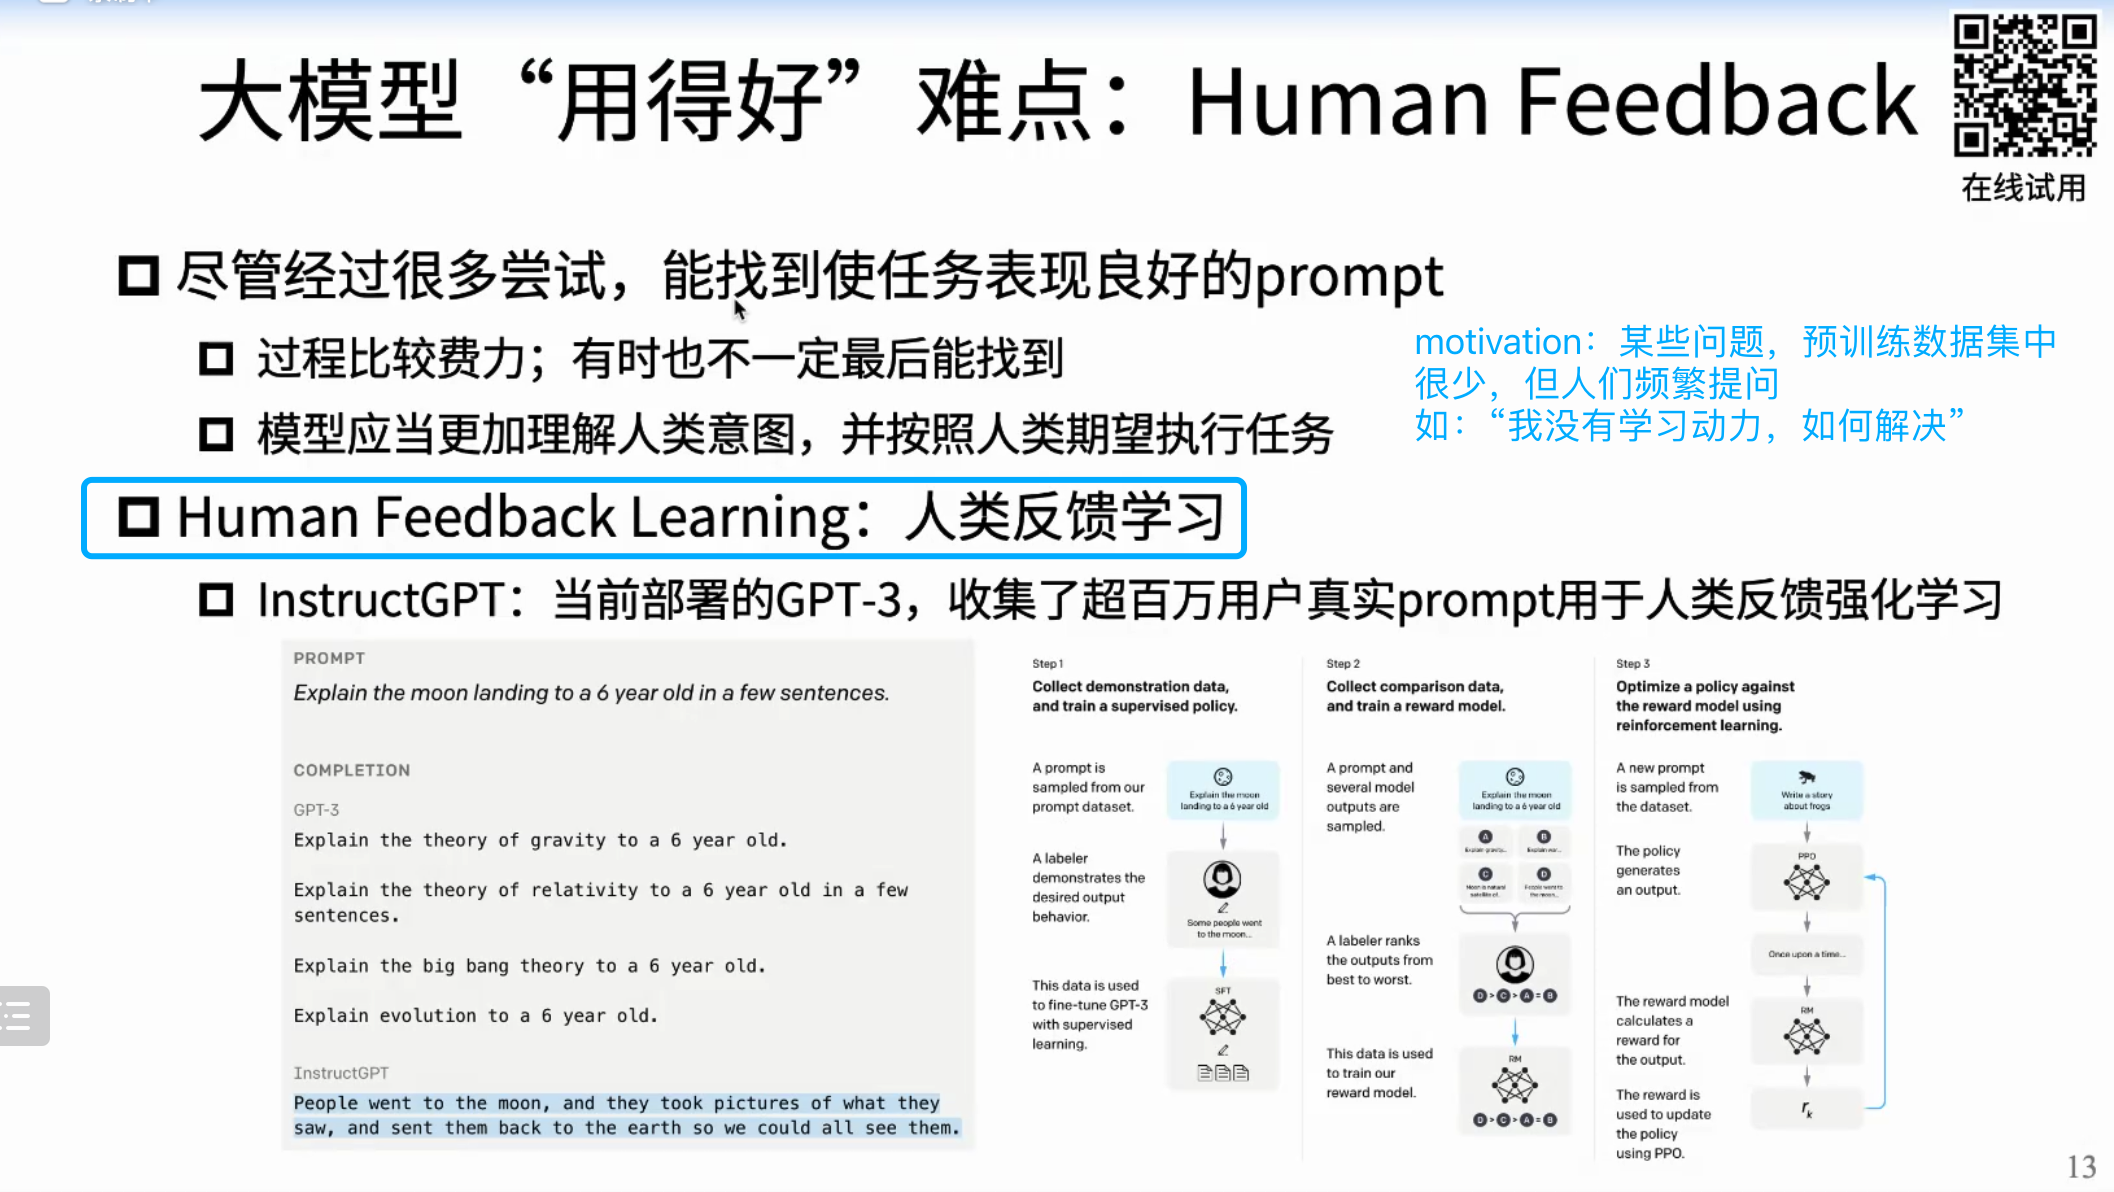 大模型“用得好”难点：Human Feedback
在线试用
尽管经过很多尝试，能找到使任务表现良好的prompt
过程比较费力；有时也不一定最后能找到
模型应当更加理解人类意图，并按照人类期望执行任务
motivation：某些问题，预训练数据集中
很少，但人们频繁提问
如：“我没有学习动力，如何解决”
Human Feedback Learning：人类反馈学习
InstructGPT：当前部署的GPT-3，收集了超百万用户真实prompt用于人类反馈强化学习
PROMPT
Explain the moon landing to a 6 year old in a few sentences.
COMPLETION
GPT-3
Explain the theory of gravity to a 6 year old.
Explain the theory of relativity to a 6 year old in a few
sentences.
Explain the big bang theory to a 6 year old.
Explain evolution to a 6 year old.
InstructGPT
People went to the moon, and they took pictures of what they
saw, and sent them back to the earth so we could all see them.
Step 1
Collect demonstration data,
and train a supervised policy.
A prompt is
sampled from our
prompt dataset.
Explain the moon
landing to a 6 year old
A labeler
demonstrates the
desired output
behavior.
Some people went
to the moon...
This data is used
to fine-tune GPT-3
with supervised
learning.
SFT
Step 2
Collect comparison data,
and train a reward model.
A prompt and
several model
outputs are
sampled.
Explain the moon
landing to a 6 year old
A
Explain gravity...
B
Explain war...
C
Moon is natural
satellite of...
D
People went to
the moon...
A labeler ranks
the outputs from
best to worst.
D > C > A = B
This data is used
to train our
reward model.
RM
D > C > A = B
Step 3
Optimize a policy against
the reward model using
reinforcement learning.
A new prompt
is sampled from
the dataset.
Write a story
about frogs
The policy
generates
an output.
PPO
Once upon a time...
The reward model
calculates a
reward for
the output.
RM
The reward is
used to update
the policy
using PPO.
rk
13